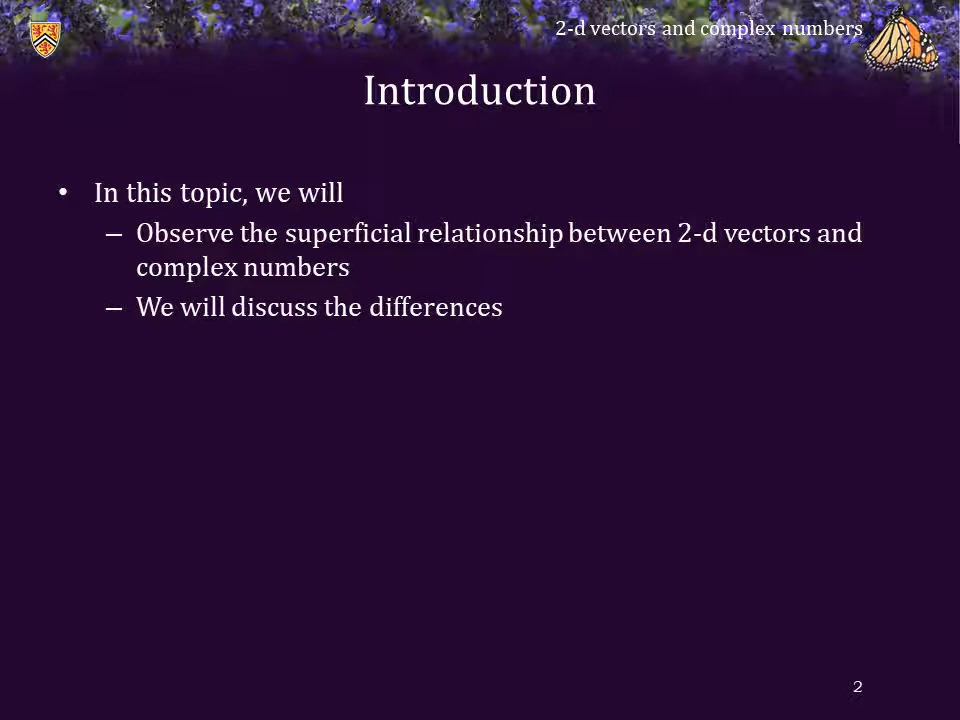 2-d vectors and complex numbers
Introduction
• In this topic, we will
– Observe the superficial relationship between 2-d vectors and
complex numbers
– We will discuss the differences
2